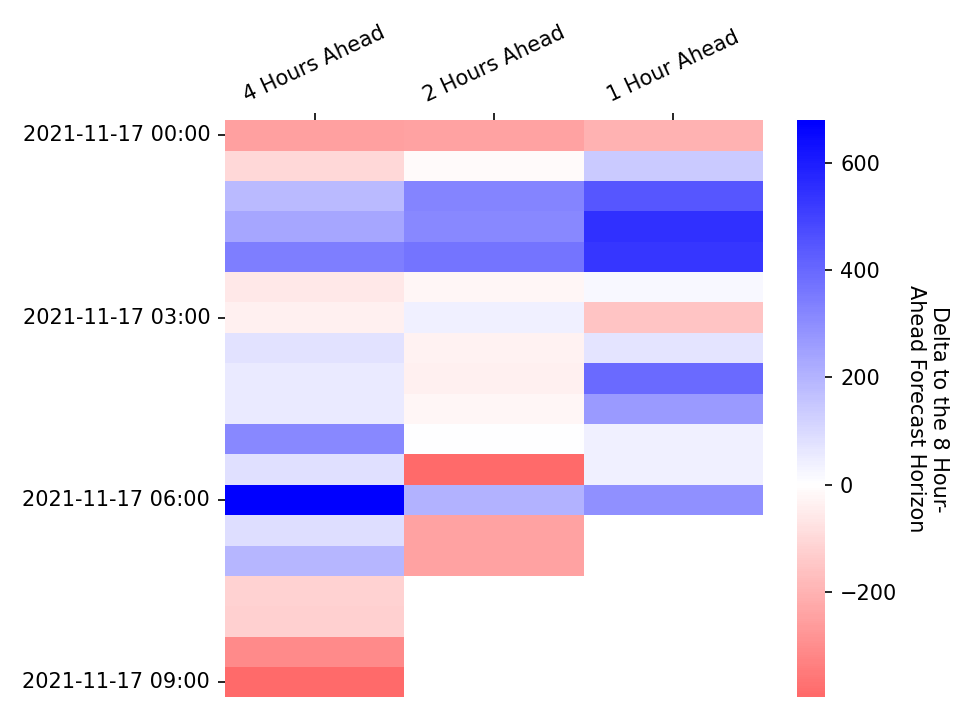 4 Hours Ahead
2 Hours Ahead
1 Hour Ahead
2021-11-17 00:00
2021-11-17 03:00
2021-11-17 06:00
2021-11-17 09:00
600
400
200
0
−200
Delta to the 8 Hour-
Ahead Forecast Horizon